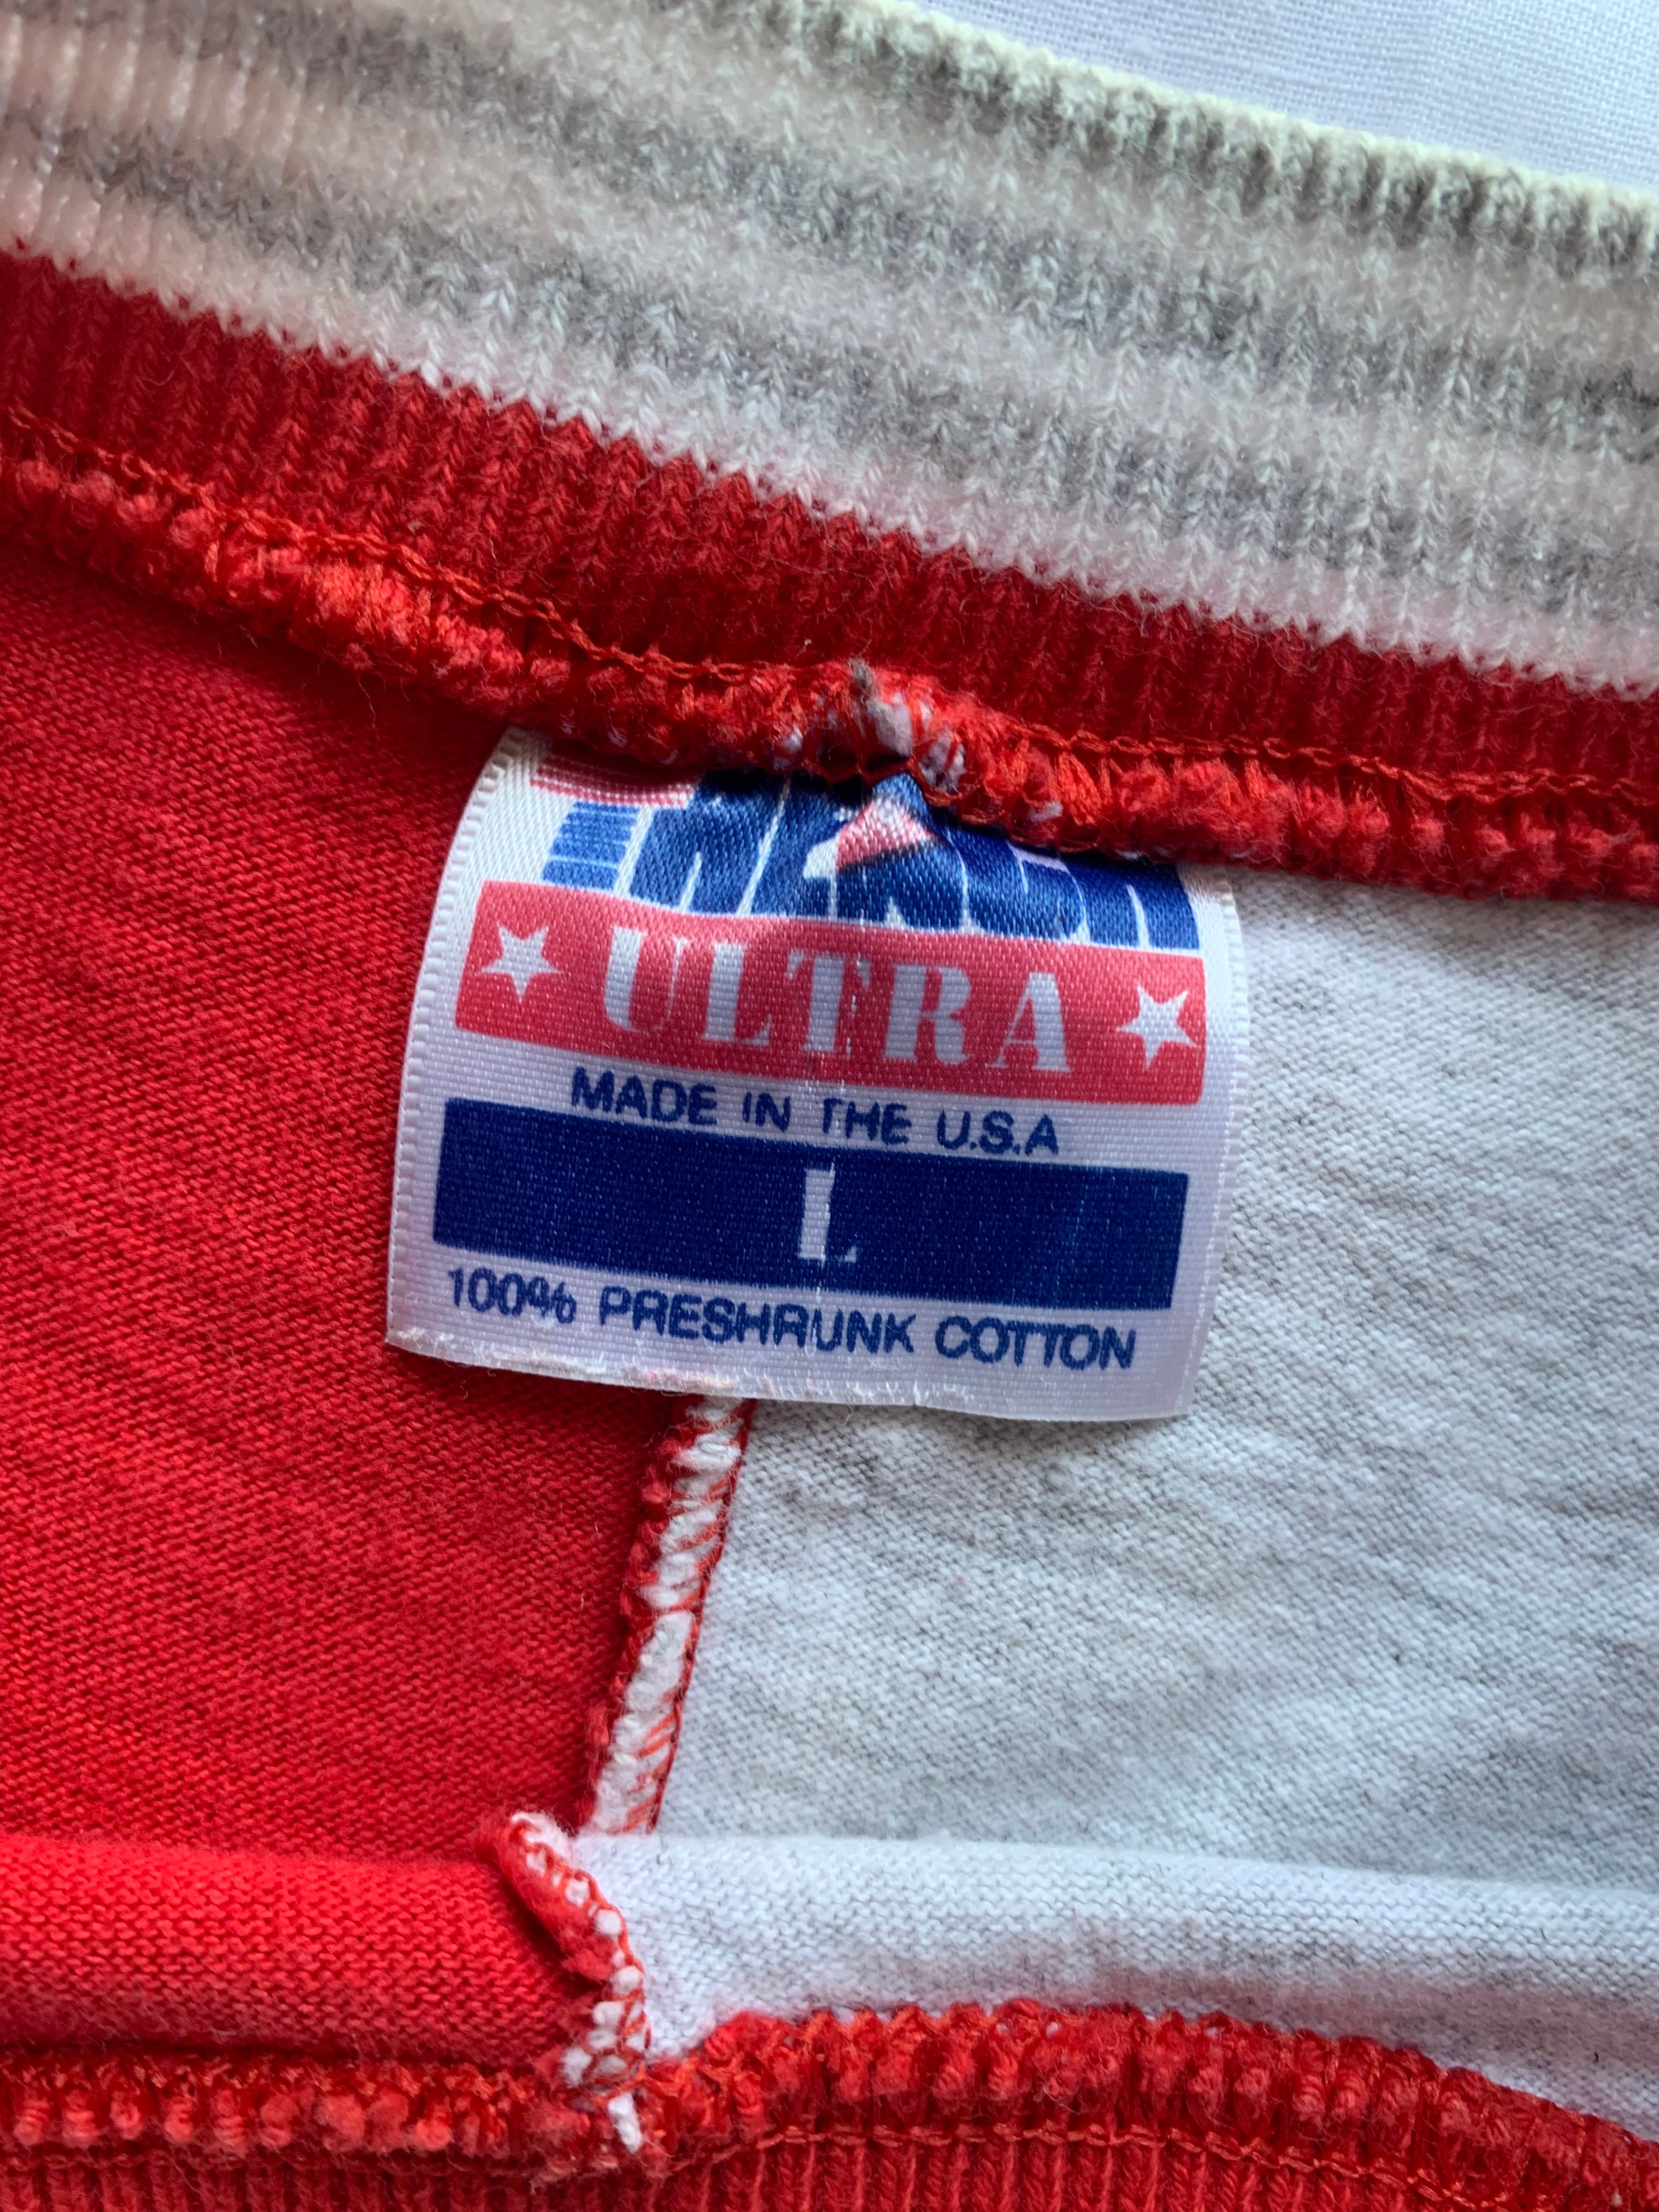 ULTRA
MADE IN THE U.S.A
L
100% PRESHRUNK COTTON